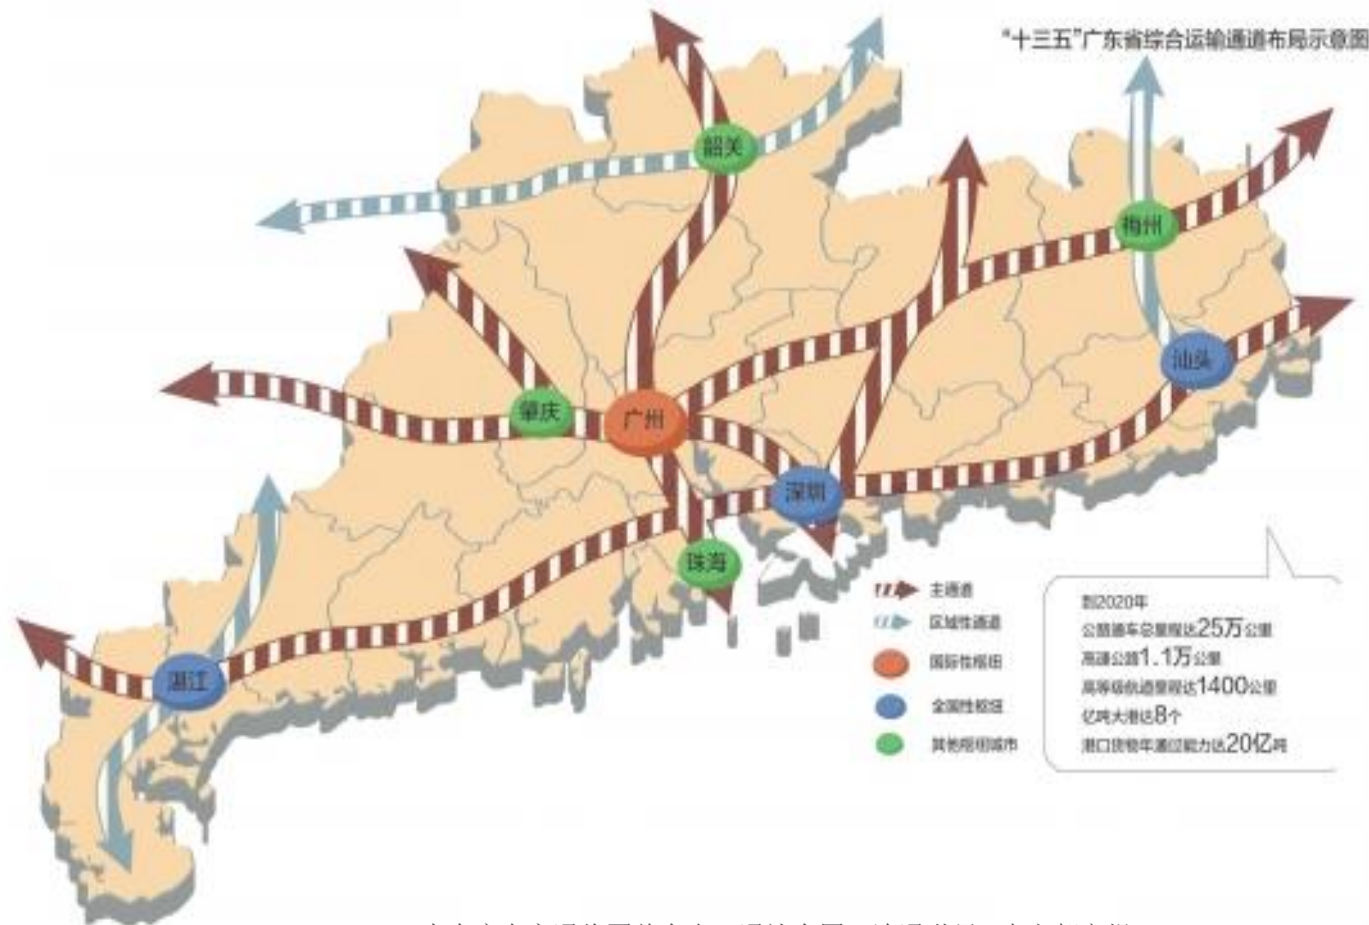 “十三五”广东省综合运输通道布局示意图
韶关
梅州
汕头
肇庆
广州
深圳
珠海
湛江
主通道
区域性通道
国际性枢纽
全国性枢纽
其他枢纽城市
到2020年
公路通车总里程达25万公里
高速公路1.1万公里
高等级航道里程达1400公里
亿吨大港达8个
港口货物年通过能力达20亿吨